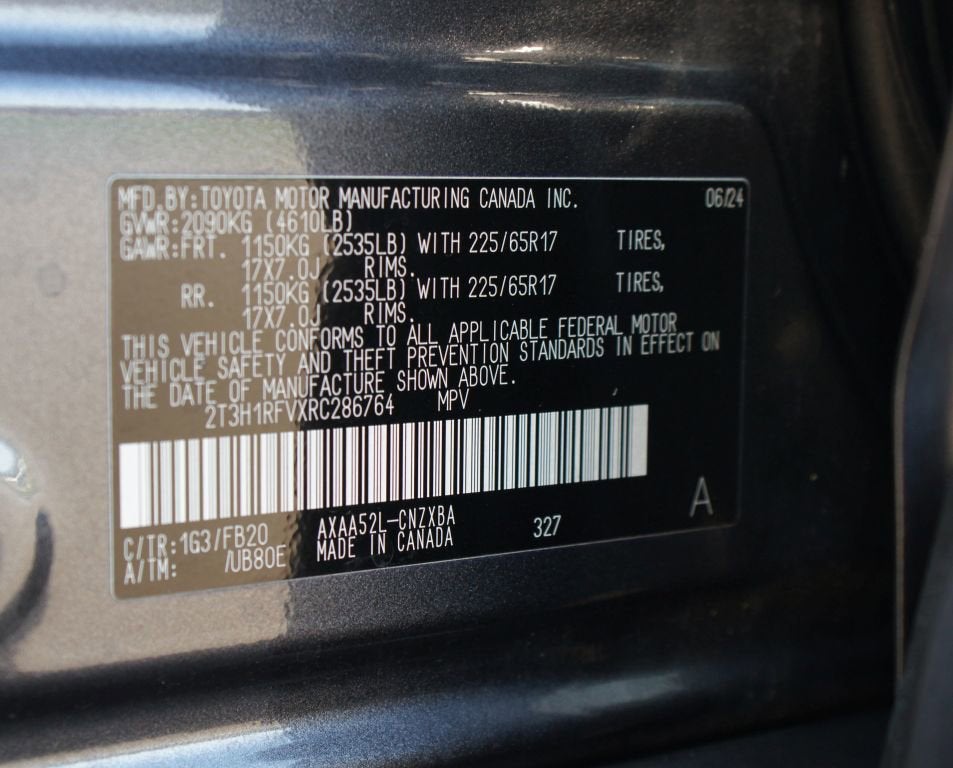 MFD.BY:TOYOTA MOTOR MANUFACTURING CANADA INC. 06/24
GVWR:2090KG (4610LB)
GAWR:FRT. 1150KG (2535LB) WITH 225/65R17 TIRES,
17X7.0J RIMS.
RR. 1150KG (2535LB) WITH 225/65R17 TIRES,
17X7.0J RIMS.
THIS VEHICLE CONFORMS TO ALL APPLICABLE FEDERAL MOTOR
VEHICLE SAFETY AND THEFT PREVENTION STANDARDS IN EFFECT ON
THE DATE OF MANUFACTURE SHOWN ABOVE.
2T3H1RFVXRC286764 MPV
C/TR:1G3/FB20 AXAA52L-CNZXBA 327 A
A/TM: /UB80E MADE IN CANADA